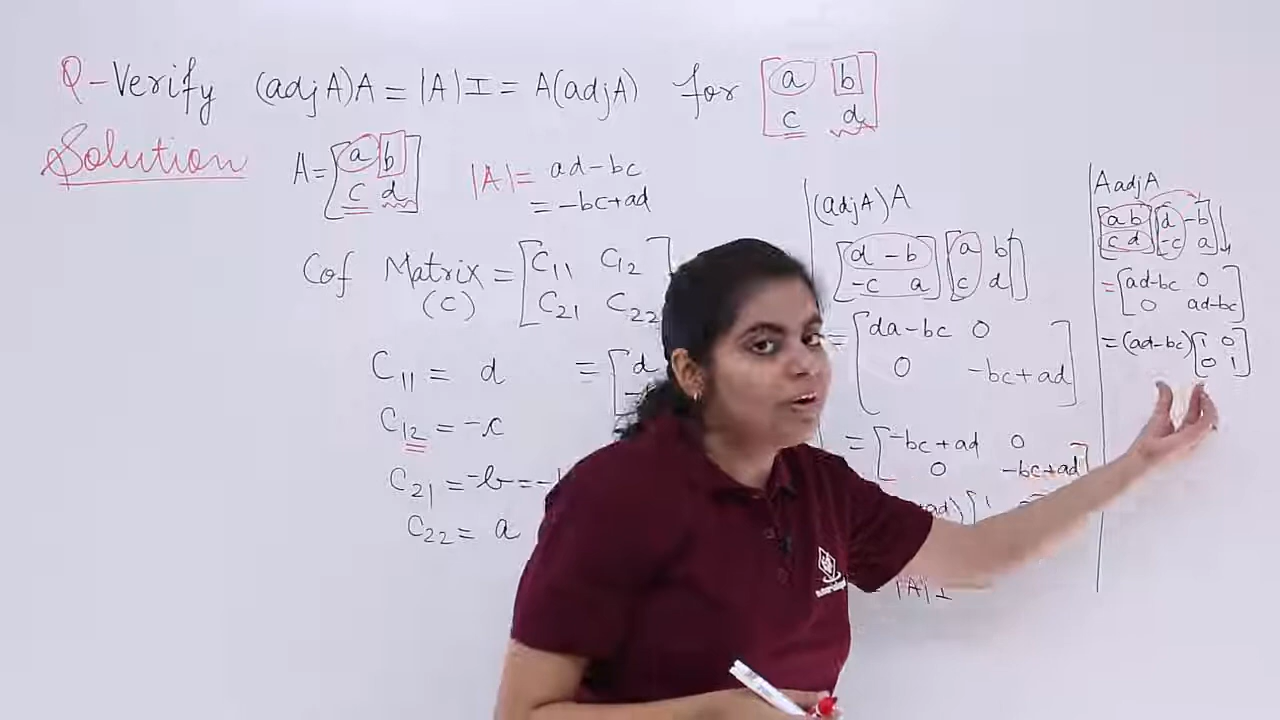 Q-Verify (adjA)A = |A|I = A(adjA) for [a b
c d]
Solution
A=[a b
c d]
|A|= ad-bc
= -bc+ad
Cof Matrix = [C11 C12
(C) C21 C22
C11 = d
= [d
C12 = -c
C21 = -b = -
C22 = a
(adjA)A
[d -b
-c a] [a b
c d]
= [da-bc 0
0 -bc+ad]
= [-bc+ad 0
0 -bc+ad]
|A|I
AadjA
[a b
c d] [d -b
-c a]
= [ad-bc 0
0 ad-bc]
= (ad-bc)[1 0
0 1]